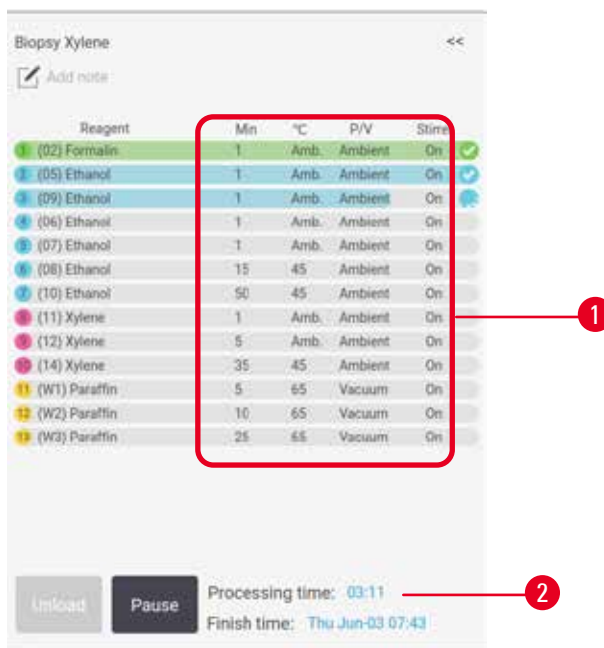 Biopsy Xylene <<
Add note
Reagent Min °C P/V Stirre
1 (02) Formalin 1 Amb. Ambient On
2 (05) Ethanol 1 Amb. Ambient On
3 (09) Ethanol 1 Amb. Ambient On
4 (06) Ethanol 1 Amb. Ambient On
5 (07) Ethanol 1 Amb. Ambient On
6 (08) Ethanol 15 45 Ambient On
7 (10) Ethanol 50 45 Ambient On
8 (11) Xylene 1 Amb. Ambient On
9 (12) Xylene 5 Amb. Ambient On
10 (14) Xylene 35 45 Ambient On
11 (W1) Paraffin 5 65 Vacuum On
12 (W2) Paraffin 10 65 Vacuum On
13 (W3) Paraffin 25 65 Vacuum On
1
Unload Pause Processing time: 03:11 2
Finish time: Thu Jun-03 07:43